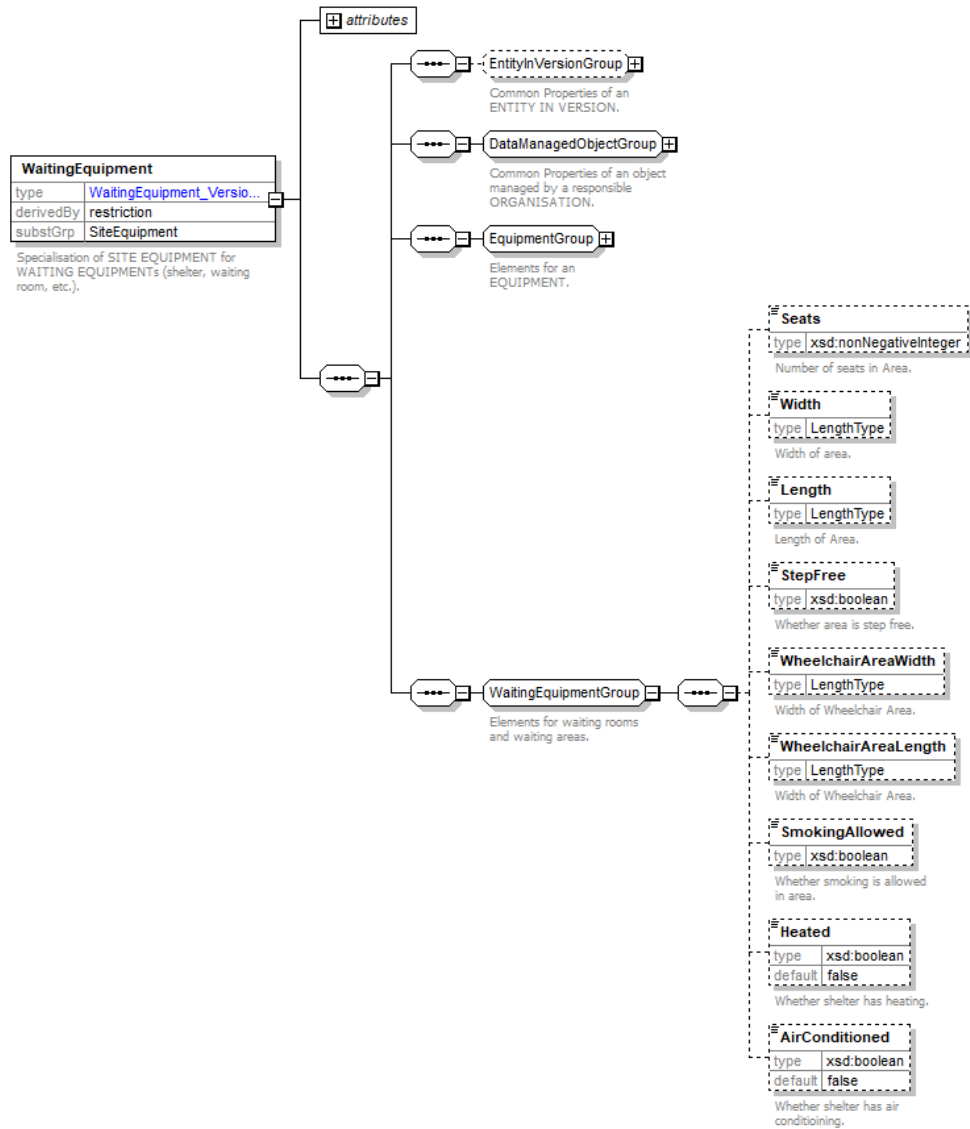 attributes
EntityInVersionGroup
Common Properties of an
ENTITY IN VERSION.
DataManagedObjectGroup
Common Properties of an object
managed by a responsible
ORGANISATION.
WaitingEquipment
type WaitingEquipment_Versio...
derivedBy restriction
substGrp SiteEquipment
Specialisation of SITE EQUIPMENT for
WAITING EQUIPMENTs (shelter, waiting
room, etc.).
EquipmentGroup
Elements for an
EQUIPMENT.
WaitingEquipmentGroup
Elements for waiting rooms
and waiting areas.
Seats
type xsd:nonNegativeInteger
Number of seats in Area.
Width
type LengthType
Width of area.
Length
type LengthType
Length of Area.
StepFree
type xsd:boolean
Whether area is step free.
WheelchairAreaWidth
type LengthType
Width of Wheelchair Area.
WheelchairAreaLength
type LengthType
Width of Wheelchair Area.
SmokingAllowed
type xsd:boolean
Whether smoking is allowed
in area.
Heated
type xsd:boolean
default false
Whether shelter has heating.
AirConditioned
type xsd:boolean
default false
Whether shelter has air
conditioining.